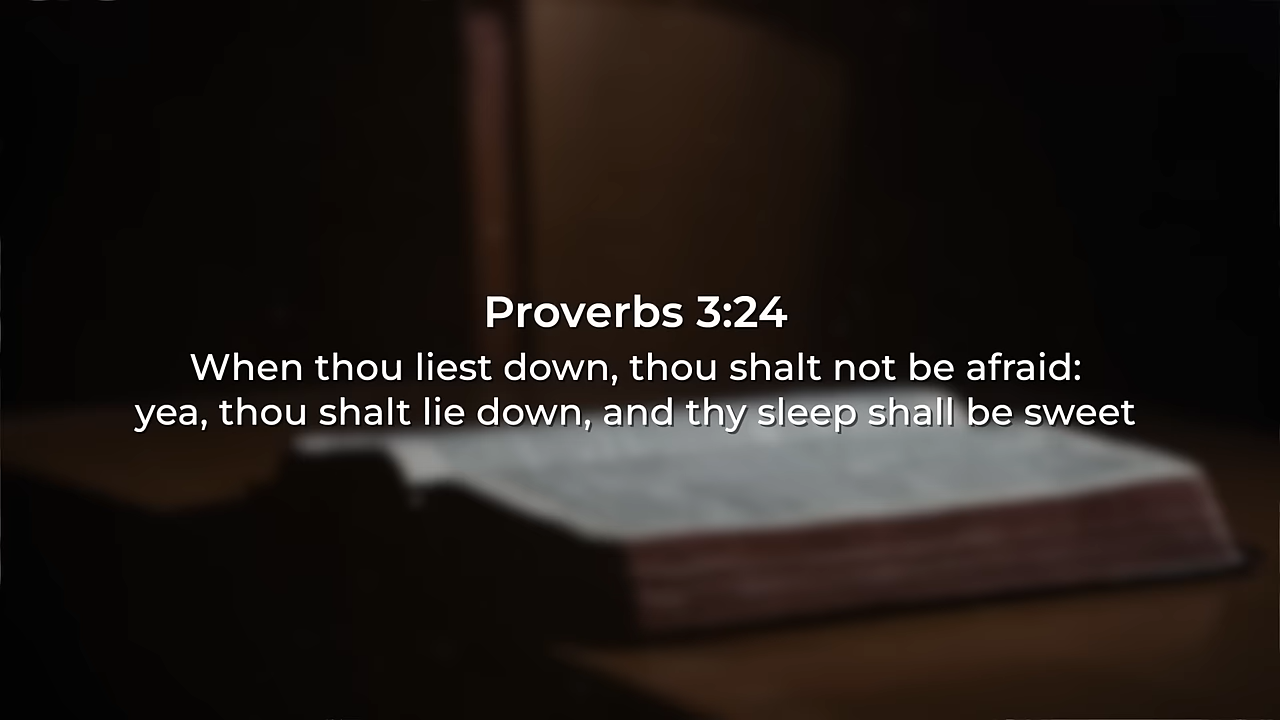 Proverbs 3:24
When thou liest down, thou shalt not be afraid:
yea, thou shalt lie down, and thy sleep shall be sweet